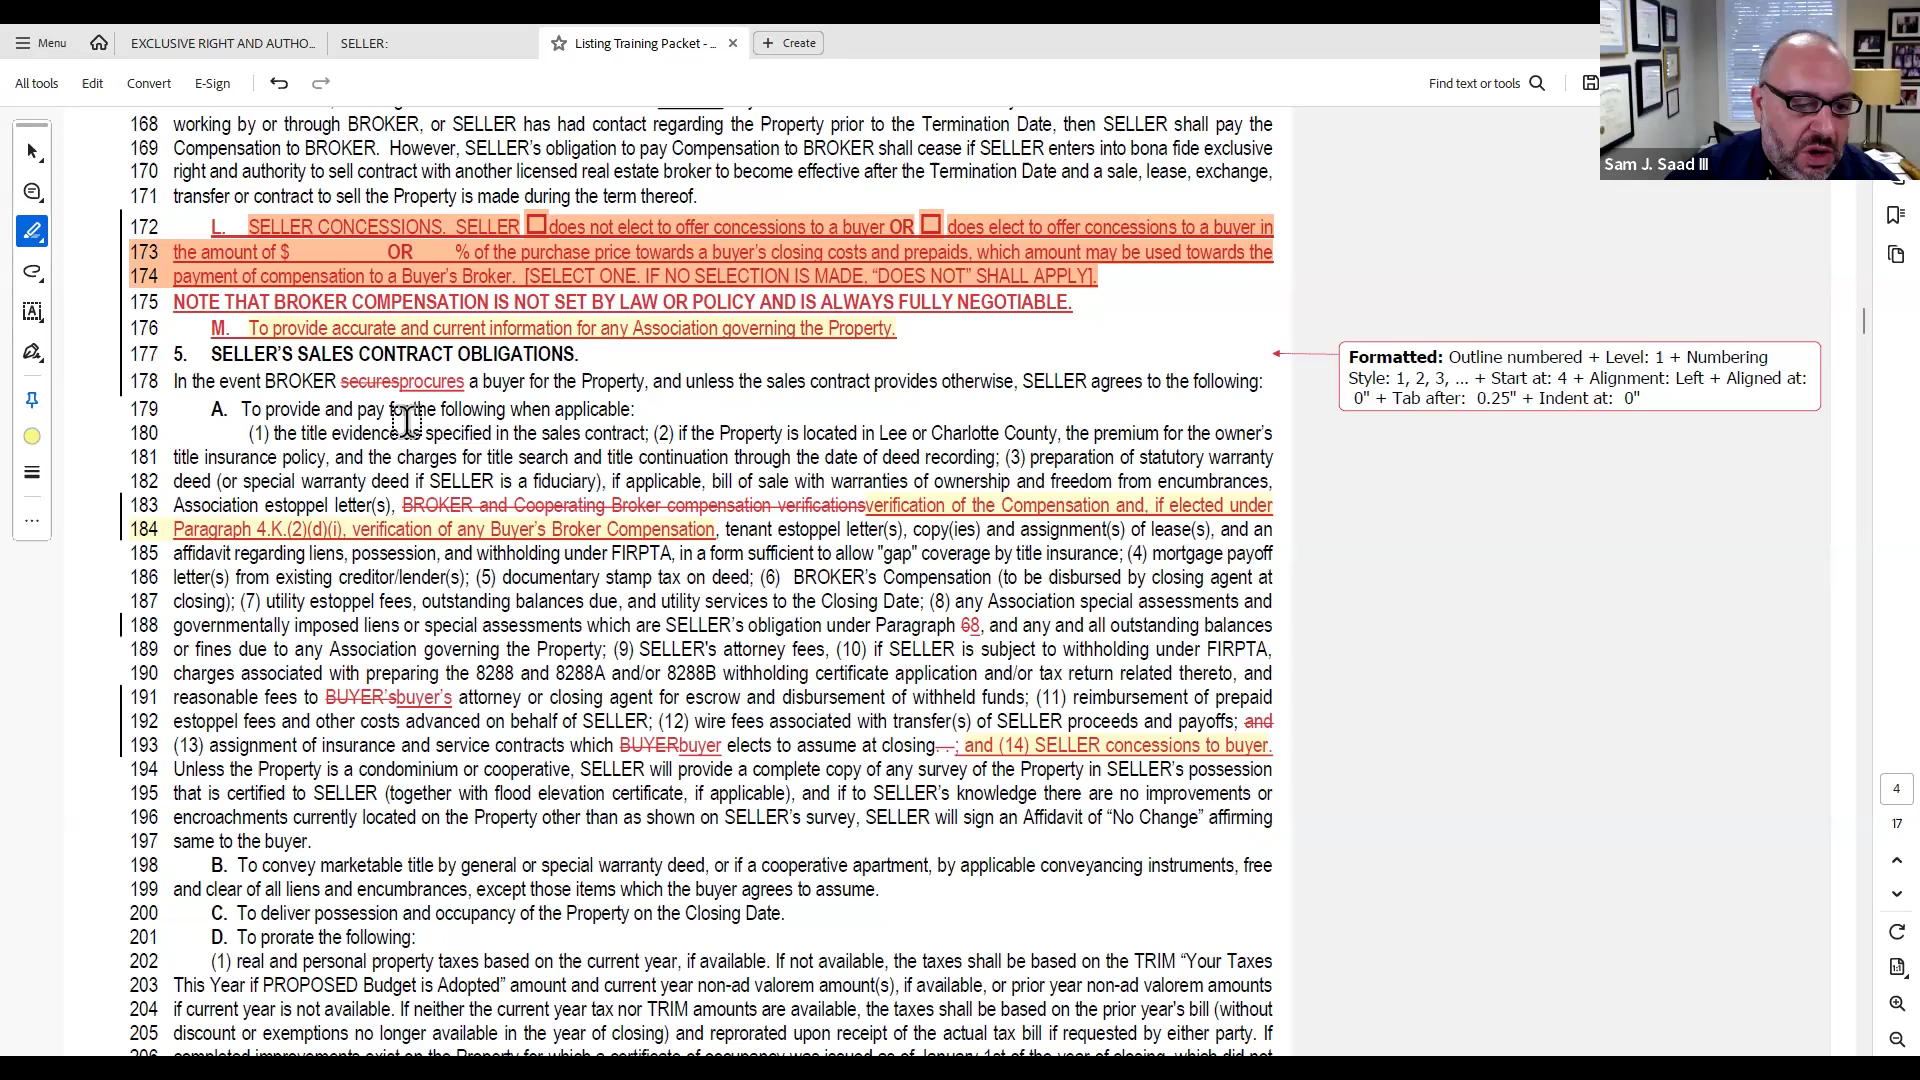 Menu
EXCLUSIVE RIGHT AND AUTHO...
SELLER:
Listing Training Packet - ...
Create
All tools
Edit
Convert
E-Sign
Find text or tools
Sam J. Saad III
168 working by or through BROKER, or SELLER has had contact regarding the Property prior to the Termination Date, then SELLER shall pay the
169 Compensation to BROKER. However, SELLER's obligation to pay Compensation to BROKER shall cease if SELLER enters into bona fide exclusive
170 right and authority to sell contract with another licensed real estate broker to become effective after the Termination Date and a sale, lease, exchange,
171 transfer or contract to sell the Property is made during the term thereof.
172 L. SELLER CONCESSIONS. SELLER ☐ does not elect to offer concessions to a buyer OR ☐ does elect to offer concessions to a buyer in
173 the amount of $ OR % of the purchase price towards a buyer's closing costs and prepaids, which amount may be used towards the
174 payment of compensation to a Buyer's Broker. [SELECT ONE. IF NO SELECTION IS MADE, “DOES NOT” SHALL APPLY].
175 NOTE THAT BROKER COMPENSATION IS NOT SET BY LAW OR POLICY AND IS ALWAYS FULLY NEGOTIABLE.
176 M. To provide accurate and current information for any Association governing the Property.
177 5. SELLER'S SALES CONTRACT OBLIGATIONS.
178 In the event BROKER securesprocures a buyer for the Property, and unless the sales contract provides otherwise, SELLER agrees to the following:
179 A. To provide and pay for the following when applicable:
180 (1) the title evidence as specified in the sales contract; (2) if the Property is located in Lee or Charlotte County, the premium for the owner's
181 title insurance policy, and the charges for title search and title continuation through the date of deed recording; (3) preparation of statutory warranty
182 deed (or special warranty deed if SELLER is a fiduciary), if applicable, bill of sale with warranties of ownership and freedom from encumbrances,
183 Association estoppel letter(s), BROKER and Cooperating Broker compensation verificationsverification of the Compensation and, if elected under
184 Paragraph 4.K.(2)(d)(i), verification of any Buyer's Broker Compensation, tenant estoppel letter(s), copy(ies) and assignment(s) of lease(s), and an
185 affidavit regarding liens, possession, and withholding under FIRPTA, in a form sufficient to allow "gap" coverage by title insurance; (4) mortgage payoff
186 letter(s) from existing creditor/lender(s); (5) documentary stamp tax on deed; (6) BROKER's Compensation (to be disbursed by closing agent at
187 closing); (7) utility estoppel fees, outstanding balances due, and utility services to the Closing Date; (8) any Association special assessments and
188 governmentally imposed liens or special assessments which are SELLER's obligation under Paragraph 68, and any and all outstanding balances
189 or fines due to any Association governing the Property; (9) SELLER's attorney fees, (10) if SELLER is subject to withholding under FIRPTA,
190 charges associated with preparing the 8288 and 8288A and/or 8288B withholding certificate application and/or tax return related thereto, and
191 reasonable fees to BUYER'sbuyer's attorney or closing agent for escrow and disbursement of withheld funds; (11) reimbursement of prepaid
192 estoppel fees and other costs advanced on behalf of SELLER; (12) wire fees associated with transfer(s) of SELLER proceeds and payoffs; and
193 (13) assignment of insurance and service contracts which BUYERbuyer elects to assume at closing. . ; and (14) SELLER concessions to buyer.
194 Unless the Property is a condominium or cooperative, SELLER will provide a complete copy of any survey of the Property in SELLER's possession
195 that is certified to SELLER (together with flood elevation certificate, if applicable), and if to SELLER's knowledge there are no improvements or
196 encroachments currently located on the Property other than as shown on SELLER's survey, SELLER will sign an Affidavit of “No Change” affirming
197 same to the buyer.
198 B. To convey marketable title by general or special warranty deed, or if a cooperative apartment, by applicable conveyancing instruments, free
199 and clear of all liens and encumbrances, except those items which the buyer agrees to assume.
200 C. To deliver possession and occupancy of the Property on the Closing Date.
201 D. To prorate the following:
202 (1) real and personal property taxes based on the current year, if available. If not available, the taxes shall be based on the TRIM “Your Taxes
203 This Year if PROPOSED Budget is Adopted” amount and current year non-ad valorem amount(s), if available, or prior year non-ad valorem amounts
204 if current year is not available. If neither the current year tax nor TRIM amounts are available, the taxes shall be based on the prior year's bill (without
205 discount or exemptions no longer available in the year of closing) and reprorated upon receipt of the actual tax bill if requested by either party. If
Formatted: Outline numbered + Level: 1 + Numbering
Style: 1, 2, 3, ... + Start at: 4 + Alignment: Left + Aligned at:
0" + Tab after: 0.25" + Indent at: 0"
4
17